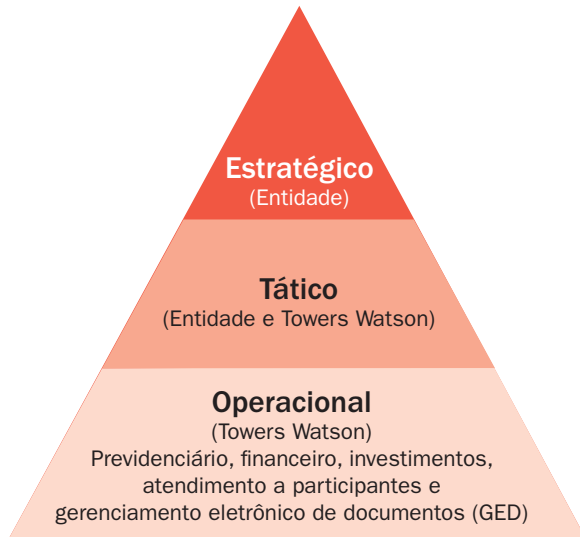 Estratégico
(Entidade)
Tático
(Entidade e Towers Watson)
Operacional
(Towers Watson)
Previdenciário, financeiro, investimentos,
atendimento a participantes e
gerenciamento eletrônico de documentos (GED)